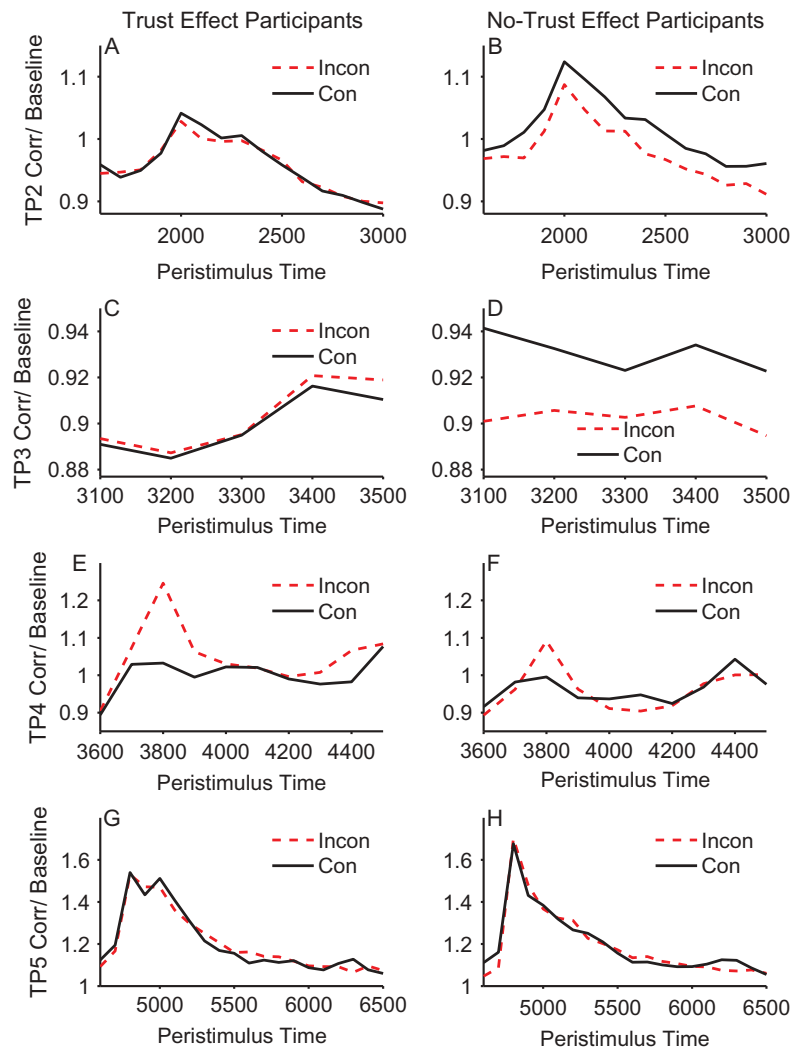 Trust Effect Participants
No-Trust Effect Participants
A
Incon
Con
1.1
1
0.9
TP2 Corr/ Baseline
2000 2500 3000
Peristimulus Time
B
Incon
Con
1.1
1
0.9
2000 2500 3000
Peristimulus Time
C
Incon
Con
0.94
0.92
0.9
0.88
TP3 Corr/ Baseline
3100 3200 3300 3400 3500
Peristimulus Time
D
Incon
Con
0.94
0.92
0.9
0.88
3100 3200 3300 3400 3500
Peristimulus Time
E
Incon
Con
1.2
1.1
1
0.9
TP4 Corr/ Baseline
3600 3800 4000 4200 4400
Peristimulus Time
F
Incon
Con
1.2
1.1
1
0.9
3600 3800 4000 4200 4400
Peristimulus Time
G
Incon
Con
1.6
1.4
1.2
1
TP5 Corr/ Baseline
5000 5500 6000 6500
Peristimulus Time
H
Incon
Con
1.6
1.4
1.2
1
5000 5500 6000 6500
Peristimulus Time